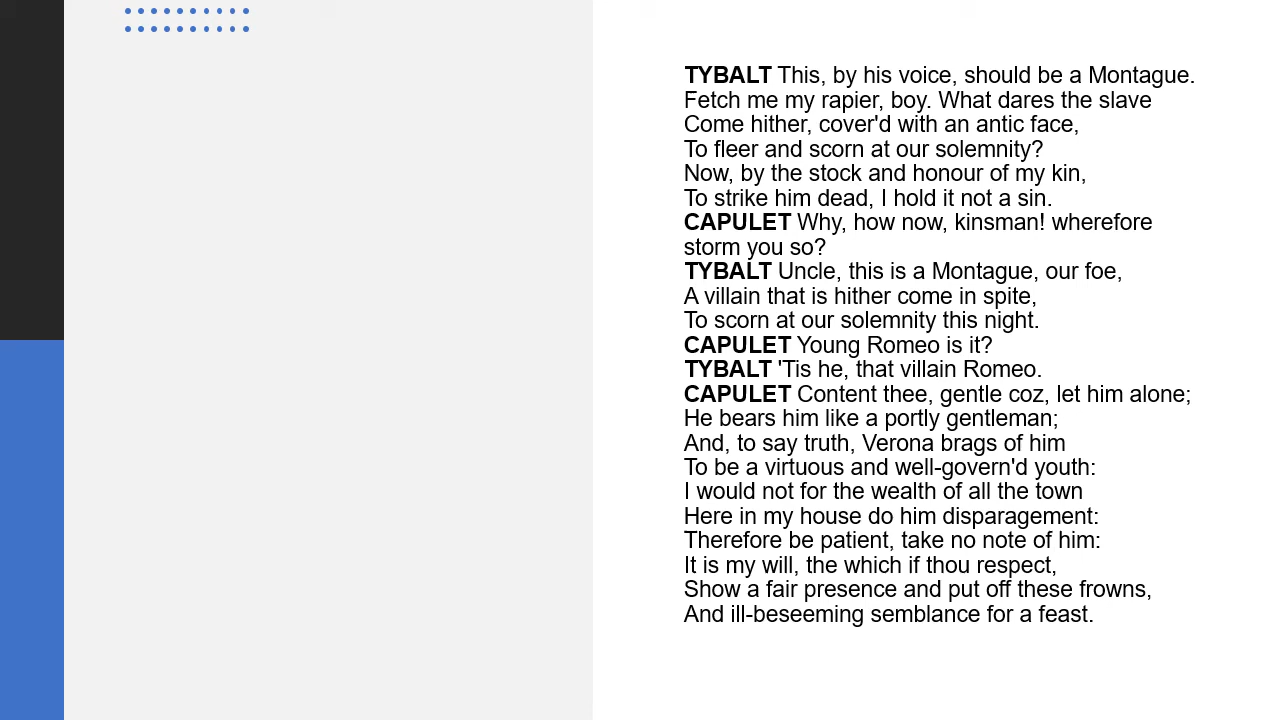 TYBALT This, by his voice, should be a Montague.
Fetch me my rapier, boy. What dares the slave
Come hither, cover'd with an antic face,
To fleer and scorn at our solemnity?
Now, by the stock and honour of my kin,
To strike him dead, I hold it not a sin.
CAPULET Why, how now, kinsman! wherefore
storm you so?
TYBALT Uncle, this is a Montague, our foe,
A villain that is hither come in spite,
To scorn at our solemnity this night.
CAPULET Young Romeo is it?
TYBALT 'Tis he, that villain Romeo.
CAPULET Content thee, gentle coz, let him alone;
He bears him like a portly gentleman;
And, to say truth, Verona brags of him
To be a virtuous and well-govern'd youth:
I would not for the wealth of all the town
Here in my house do him disparagement:
Therefore be patient, take no note of him:
It is my will, the which if thou respect,
Show a fair presence and put off these frowns,
And ill-beseeming semblance for a feast.